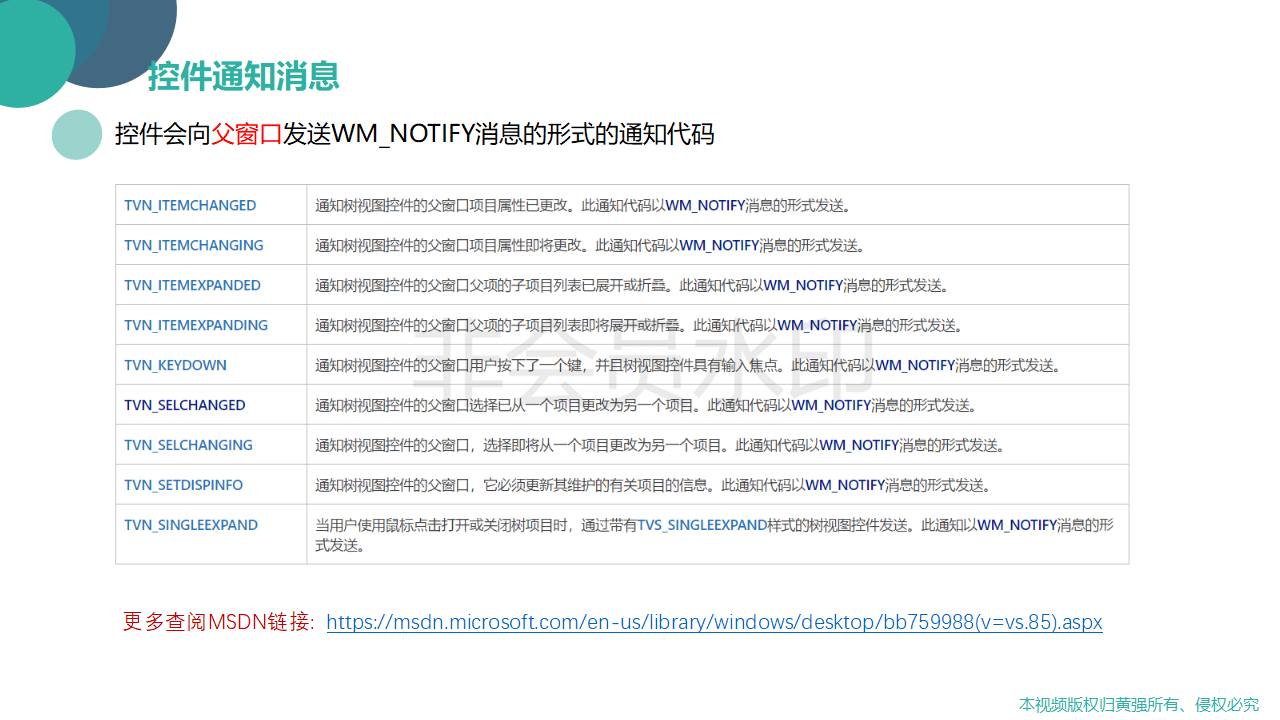 控件通知消息
控件会向父窗口发送WM_NOTIFY消息的形式的通知代码
TVN_ITEMCHANGED 通知树视图控件的父窗口项目属性已更改。此通知代码以WM_NOTIFY消息的形式发送。
TVN_ITEMCHANGING 通知树视图控件的父窗口项目属性即将更改。此通知代码以WM_NOTIFY消息的形式发送。
TVN_ITEMEXPANDED 通知树视图控件的父窗口父项的子项目列表已展开或折叠。此通知代码以WM_NOTIFY消息的形式发送。
TVN_ITEMEXPANDING 通知树视图控件的父窗口父项的子项目列表即将展开或折叠。此通知代码以WM_NOTIFY消息的形式发送。
非会员水印
TVN_KEYDOWN 通知树视图控件的父窗口用户按下了一个键，并且树视图控件具有输入焦点。此通知代码以WM_NOTIFY消息的形式发送。
TVN_SELCHANGED 通知树视图控件的父窗口选择已从一个项目更改为另一个项目。此通知代码以WM_NOTIFY消息的形式发送。
TVN_SELCHANGING 通知树视图控件的父窗口，选择即将从一个项目更改为另一个项目。此通知代码以WM_NOTIFY消息的形式发送。
TVN_SETDISPINFO 通知树视图控件的父窗口，它必须更新其维护的有关项目的信息。此通知代码以WM_NOTIFY消息的形式发送。
TVN_SINGLEEXPAND 当用户使用鼠标点击打开或关闭树项目时，通过带有TVS_SINGLEEXPAND样式的树视图控件发送。此通知以WM_NOTIFY消息的形
式发送。
更多查阅MSDN链接: https://msdn.microsoft.com/en-us/library/windows/desktop/bb759988(v=vs.85).aspx
本视频版权归黄强所有、侵权必究